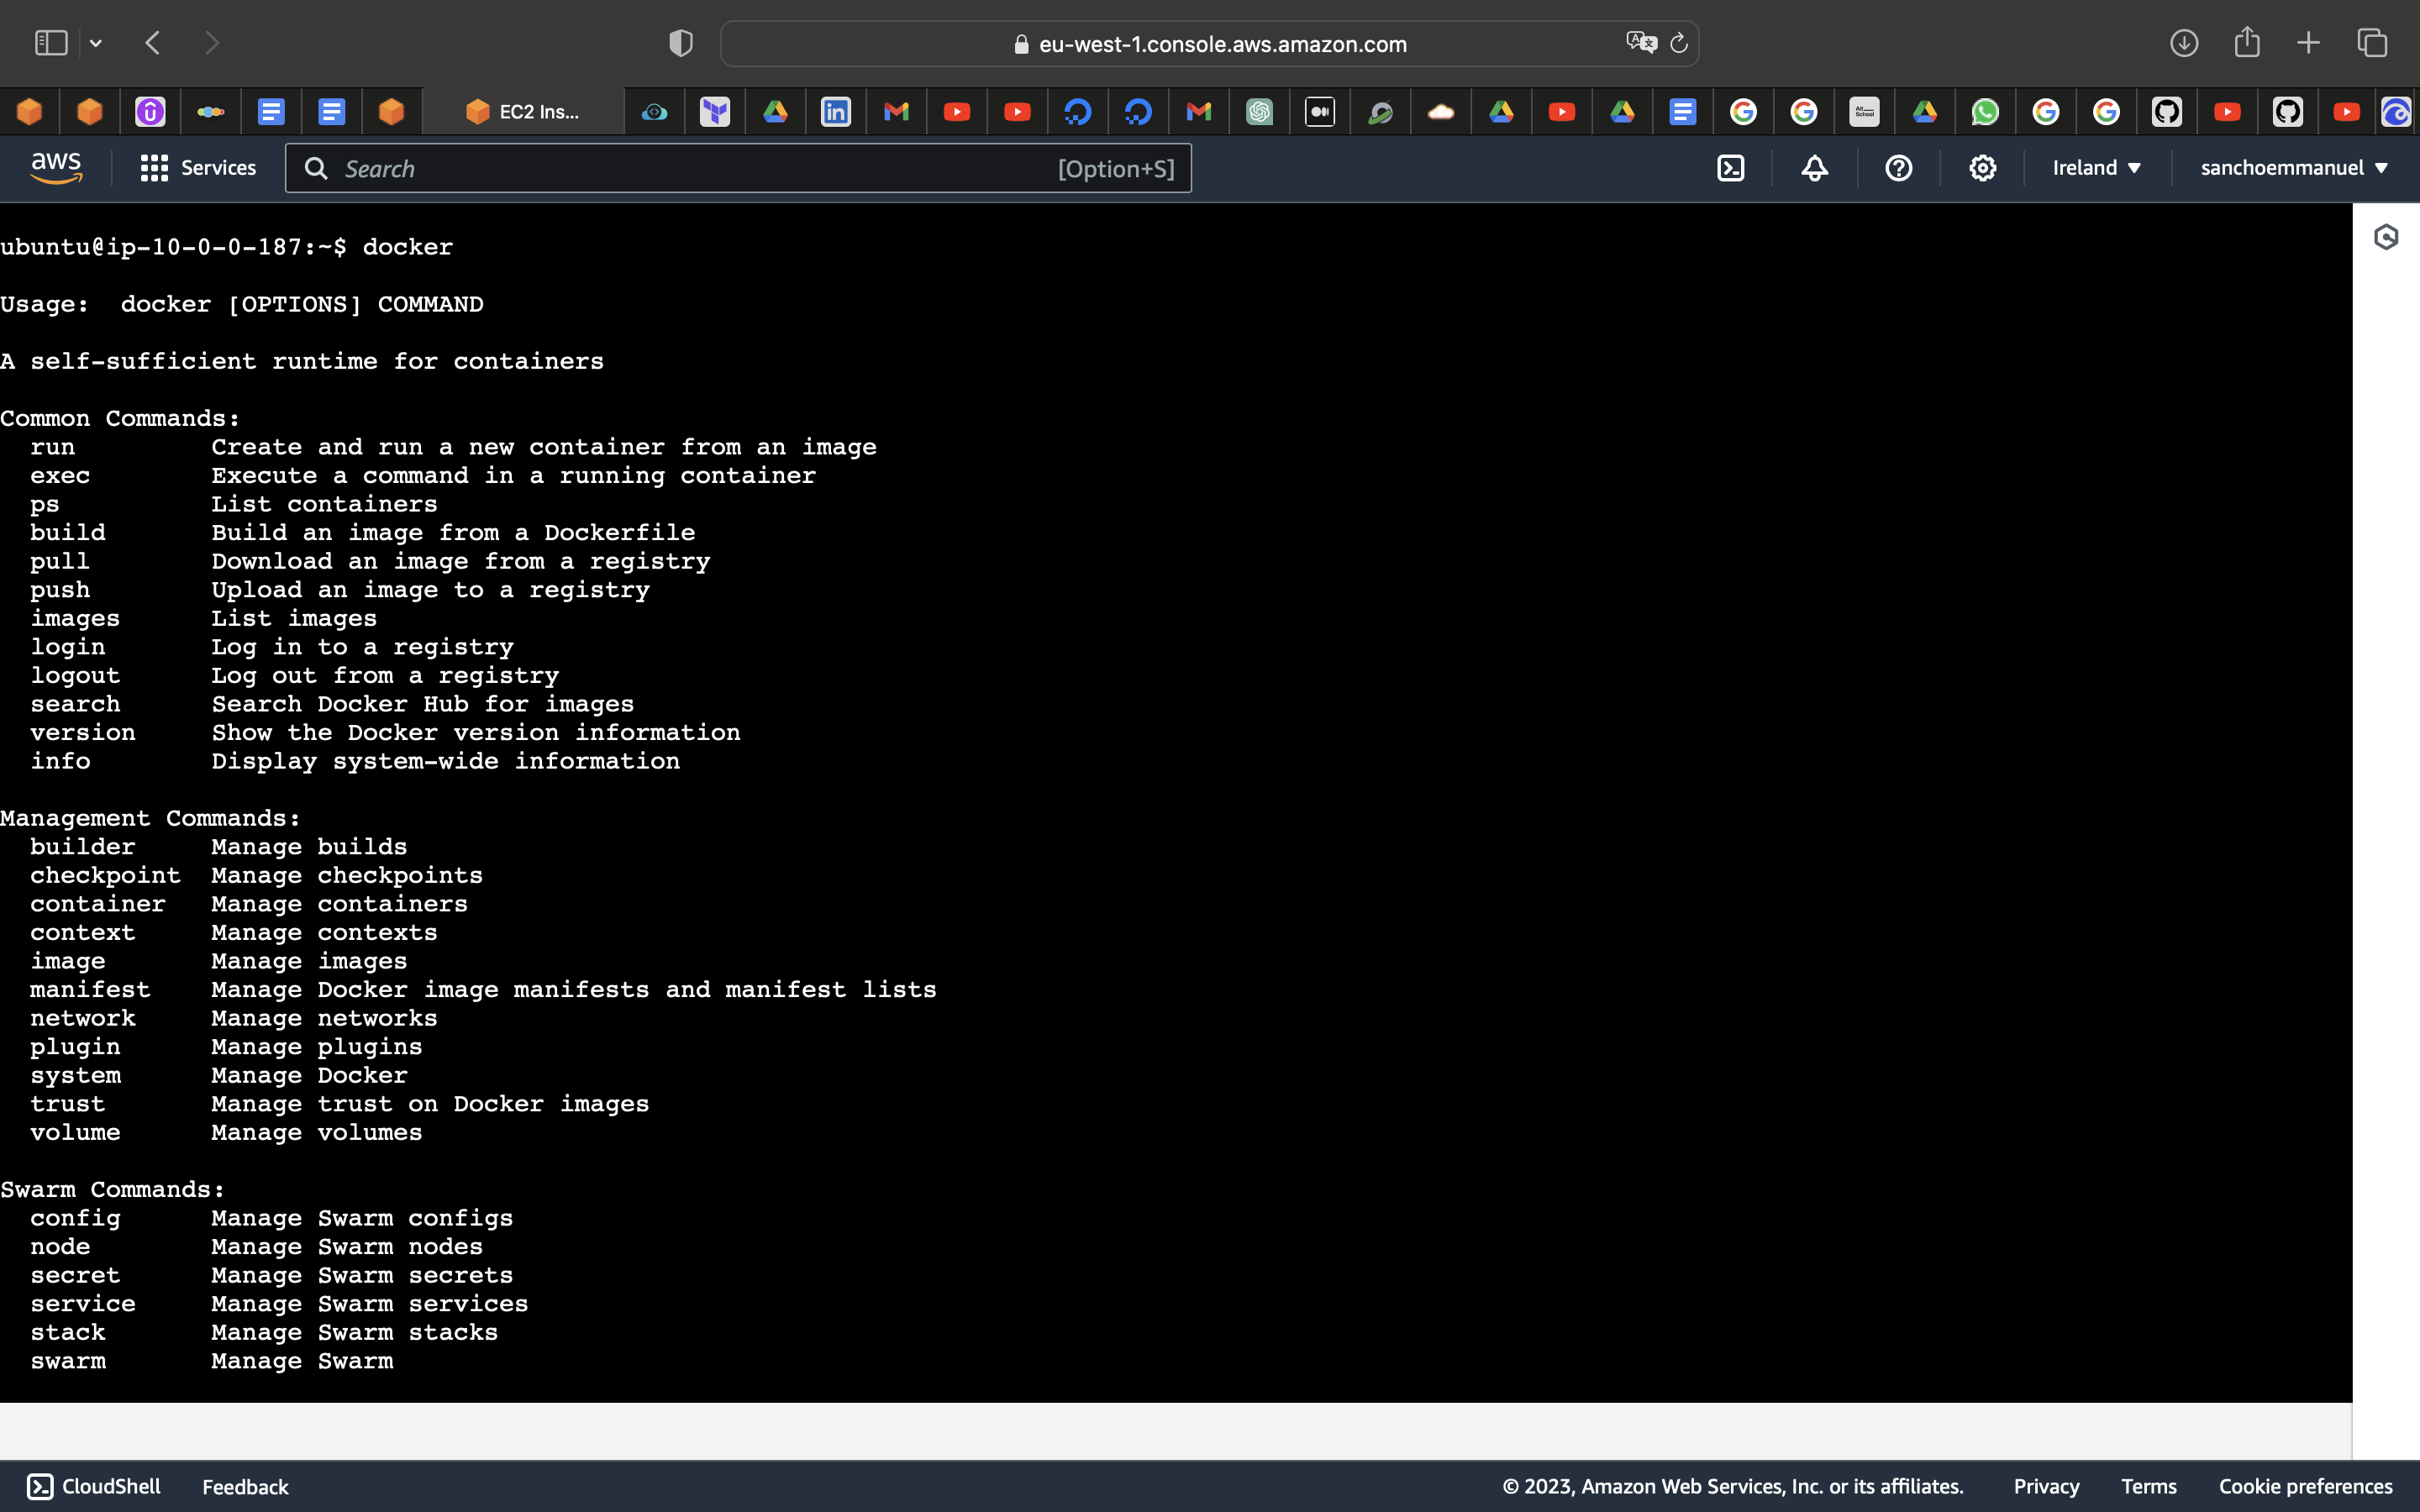 eu-west-1.console.aws.amazon.com
EC2 Ins...
aws Services Search [Option+S] Ireland sanchoemmanuel
ubuntu@ip-10-0-0-187:~$ docker
Usage:  docker [OPTIONS] COMMAND
A self-sufficient runtime for containers
Common Commands:
  run         Create and run a new container from an image
  exec        Execute a command in a running container
  ps          List containers
  build       Build an image from a Dockerfile
  pull        Download an image from a registry
  push        Upload an image to a registry
  images      List images
  login       Log in to a registry
  logout      Log out from a registry
  search      Search Docker Hub for images
  version     Show the Docker version information
  info        Display system-wide information
Management Commands:
  builder     Manage builds
  checkpoint  Manage checkpoints
  container   Manage containers
  context     Manage contexts
  image       Manage images
  manifest    Manage Docker image manifests and manifest lists
  network     Manage networks
  plugin      Manage plugins
  system      Manage Docker
  trust       Manage trust on Docker images
  volume      Manage volumes
Swarm Commands:
  config      Manage Swarm configs
  node        Manage Swarm nodes
  secret      Manage Swarm secrets
  service     Manage Swarm services
  stack       Manage Swarm stacks
  swarm       Manage Swarm
CloudShell Feedback © 2023, Amazon Web Services, Inc. or its affiliates. Privacy Terms Cookie preferences